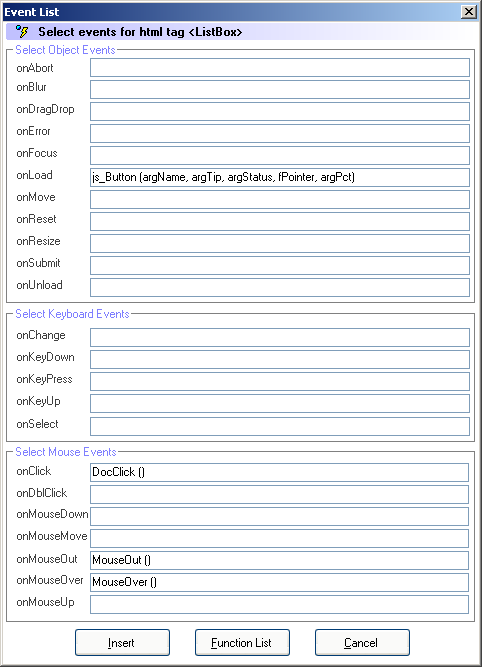 Event List
Select events for html tag <ListBox>
Select Object Events
onAbort
onBlur
onDragDrop
onError
onFocus
onLoad js_Button (argName, argTip, argStatus, fPointer, argPct)
onMove
onReset
onResize
onSubmit
onUnload
Select Keyboard Events
onChange
onKeyDown
onKeyPress
onKeyUp
onSelect
Select Mouse Events
onClick DocClick ()
onDblClick
onMouseDown
onMouseMove
onMouseOut MouseOut ()
onMouseOver MouseOver ()
onMouseUp
Insert Function List Cancel